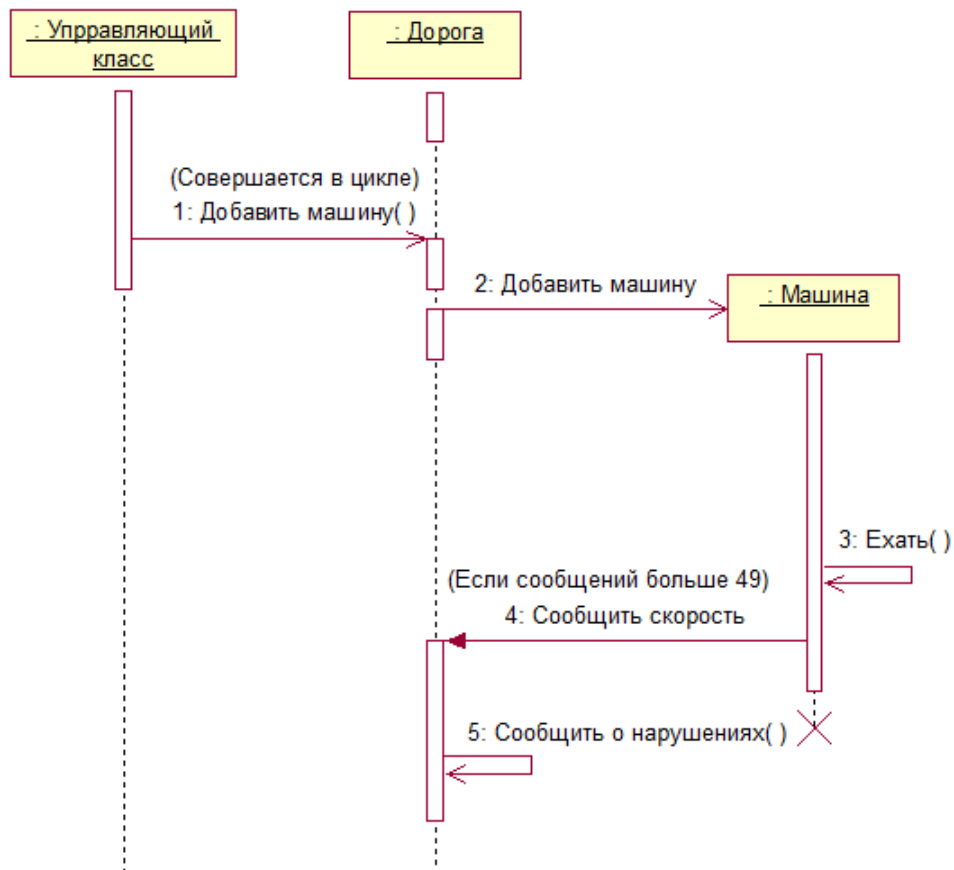 : Упрравляющий
класс
: Дорога
(Совершается в цикле)
1: Добавить машину( )
2: Добавить машину
: Машина
3: Ехать( )
(Если сообщений больше 49)
4: Сообщить скорость
5: Сообщить о нарушениях( )